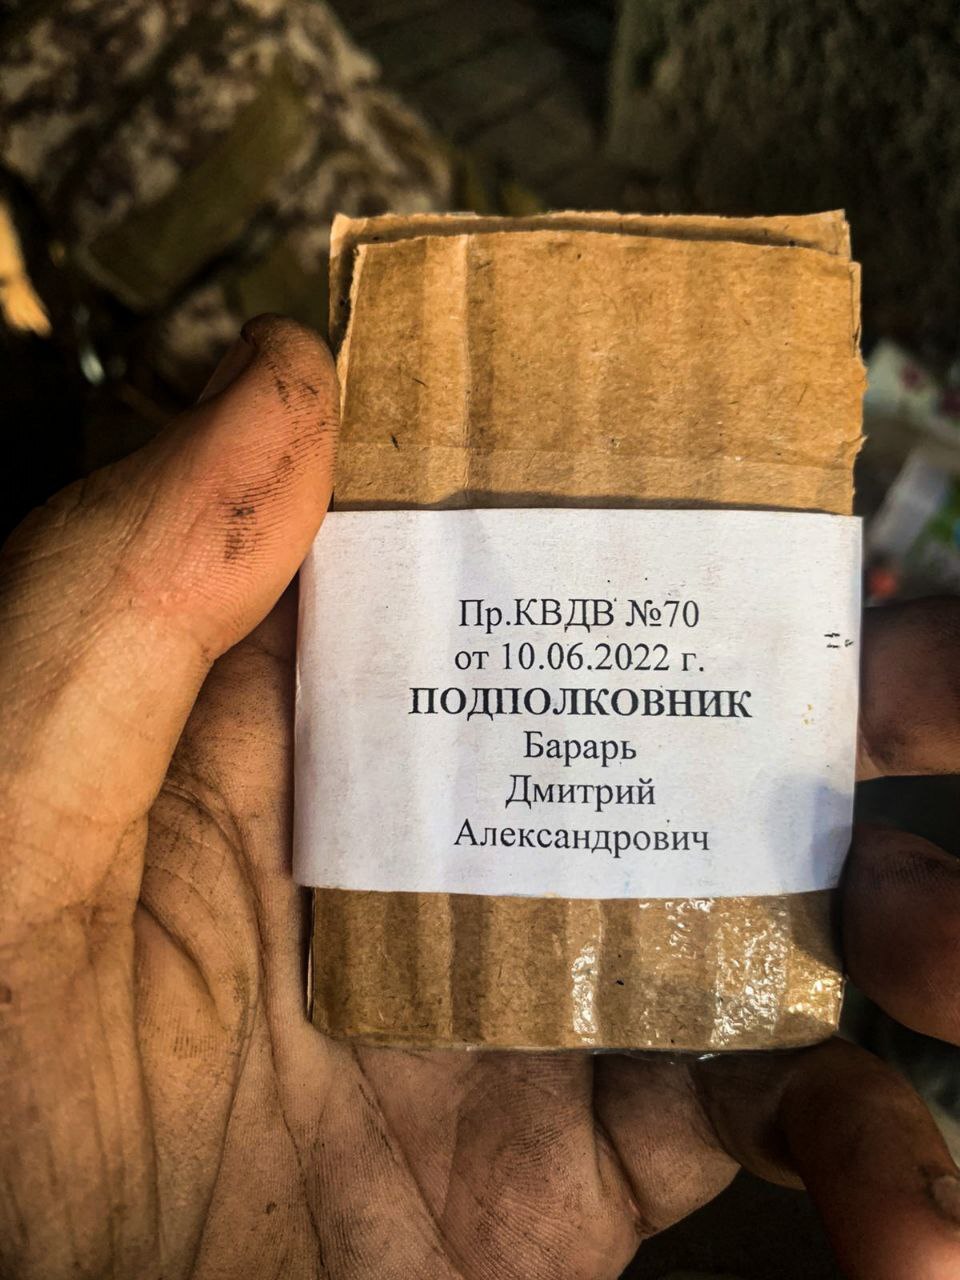 Пр.КВДВ №70
от 10.06.2022 г.
ПОДПОЛКОВНИК
Барарь
Дмитрий
Александрович